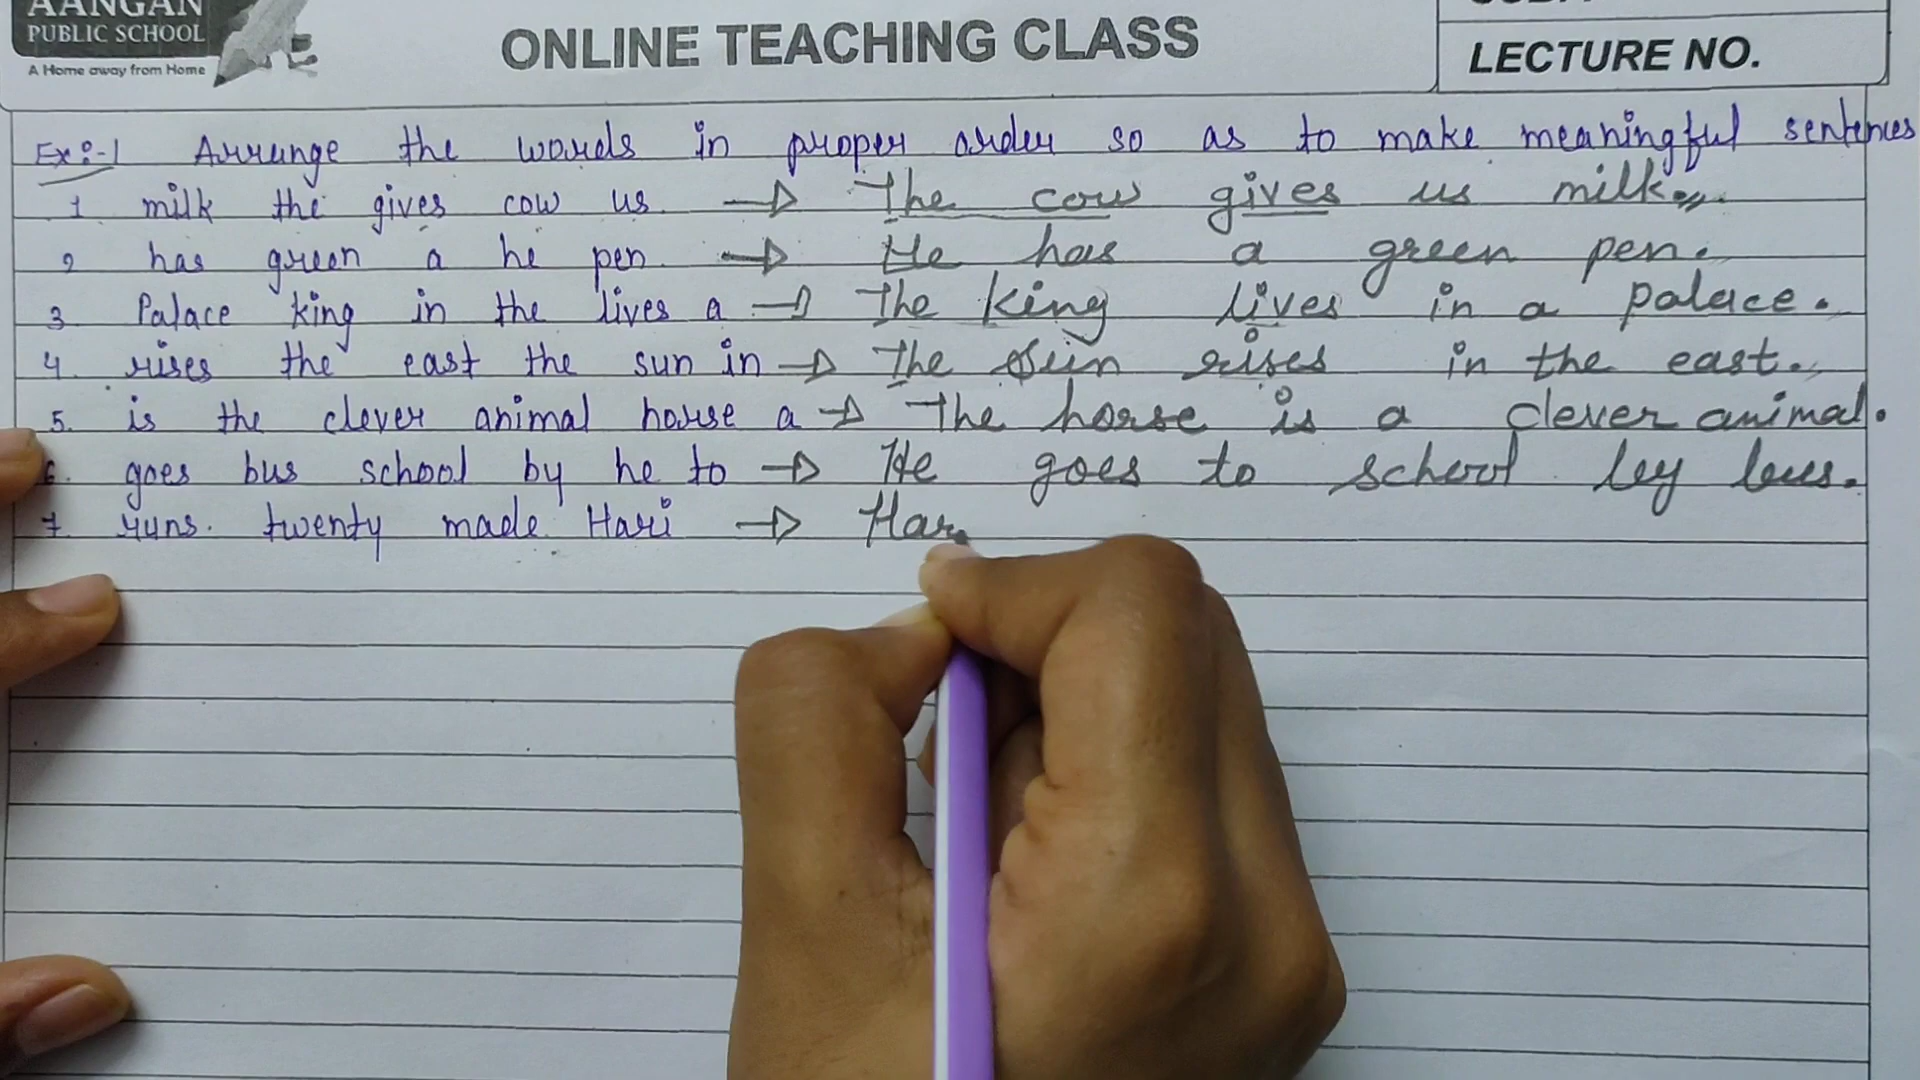 AANGAN
PUBLIC SCHOOL
A Home away from Home
ONLINE TEACHING CLASS
LECTURE NO.
Ex:-1 Arrange the words in proper order so as to make meaningful sentences
1 milk the gives cow us → The cow gives us milk.
2 has green a he pen → He has a green pen.
3 Palace king in the lives a → The king lives in a palace.
4. rises the east the sun in → The Sun rises in the east.
5. is the clever animal horse a → The horse is a clever animal.
6. goes bus school by he to → He goes to school by bus.
7. runs. twenty made Hari → Har